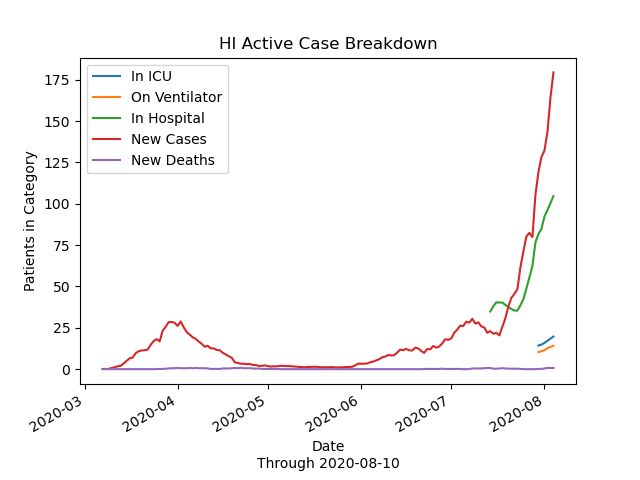 HI Active Case Breakdown
In ICU
On Ventilator
In Hospital
New Cases
New Deaths
Patients in Category
175
150
125
100
75
50
25
0
2020-03
2020-04
2020-05
2020-06
2020-07
2020-08
Date
Through 2020-08-10